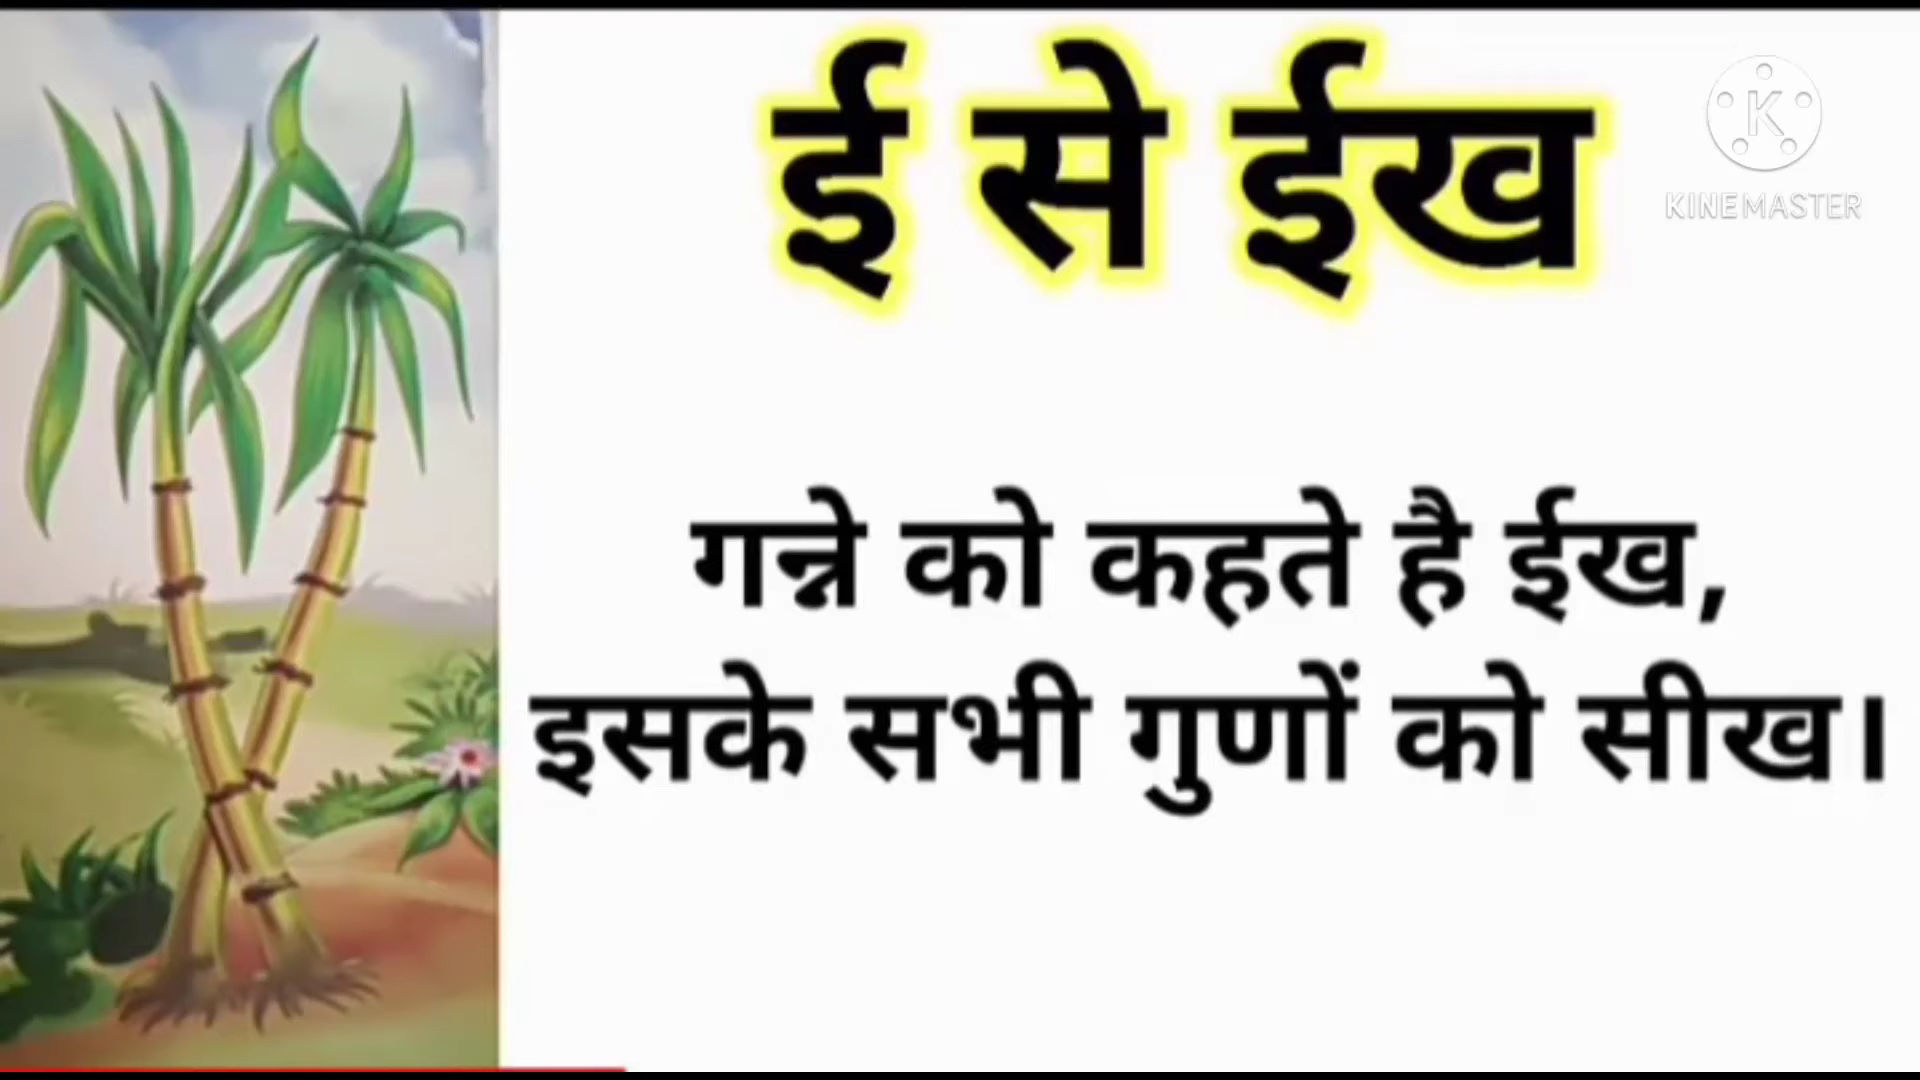 ई से ईख
KINEMASTER
गन्ने को कहते है ईख,
इसके सभी गुणों को सीख।